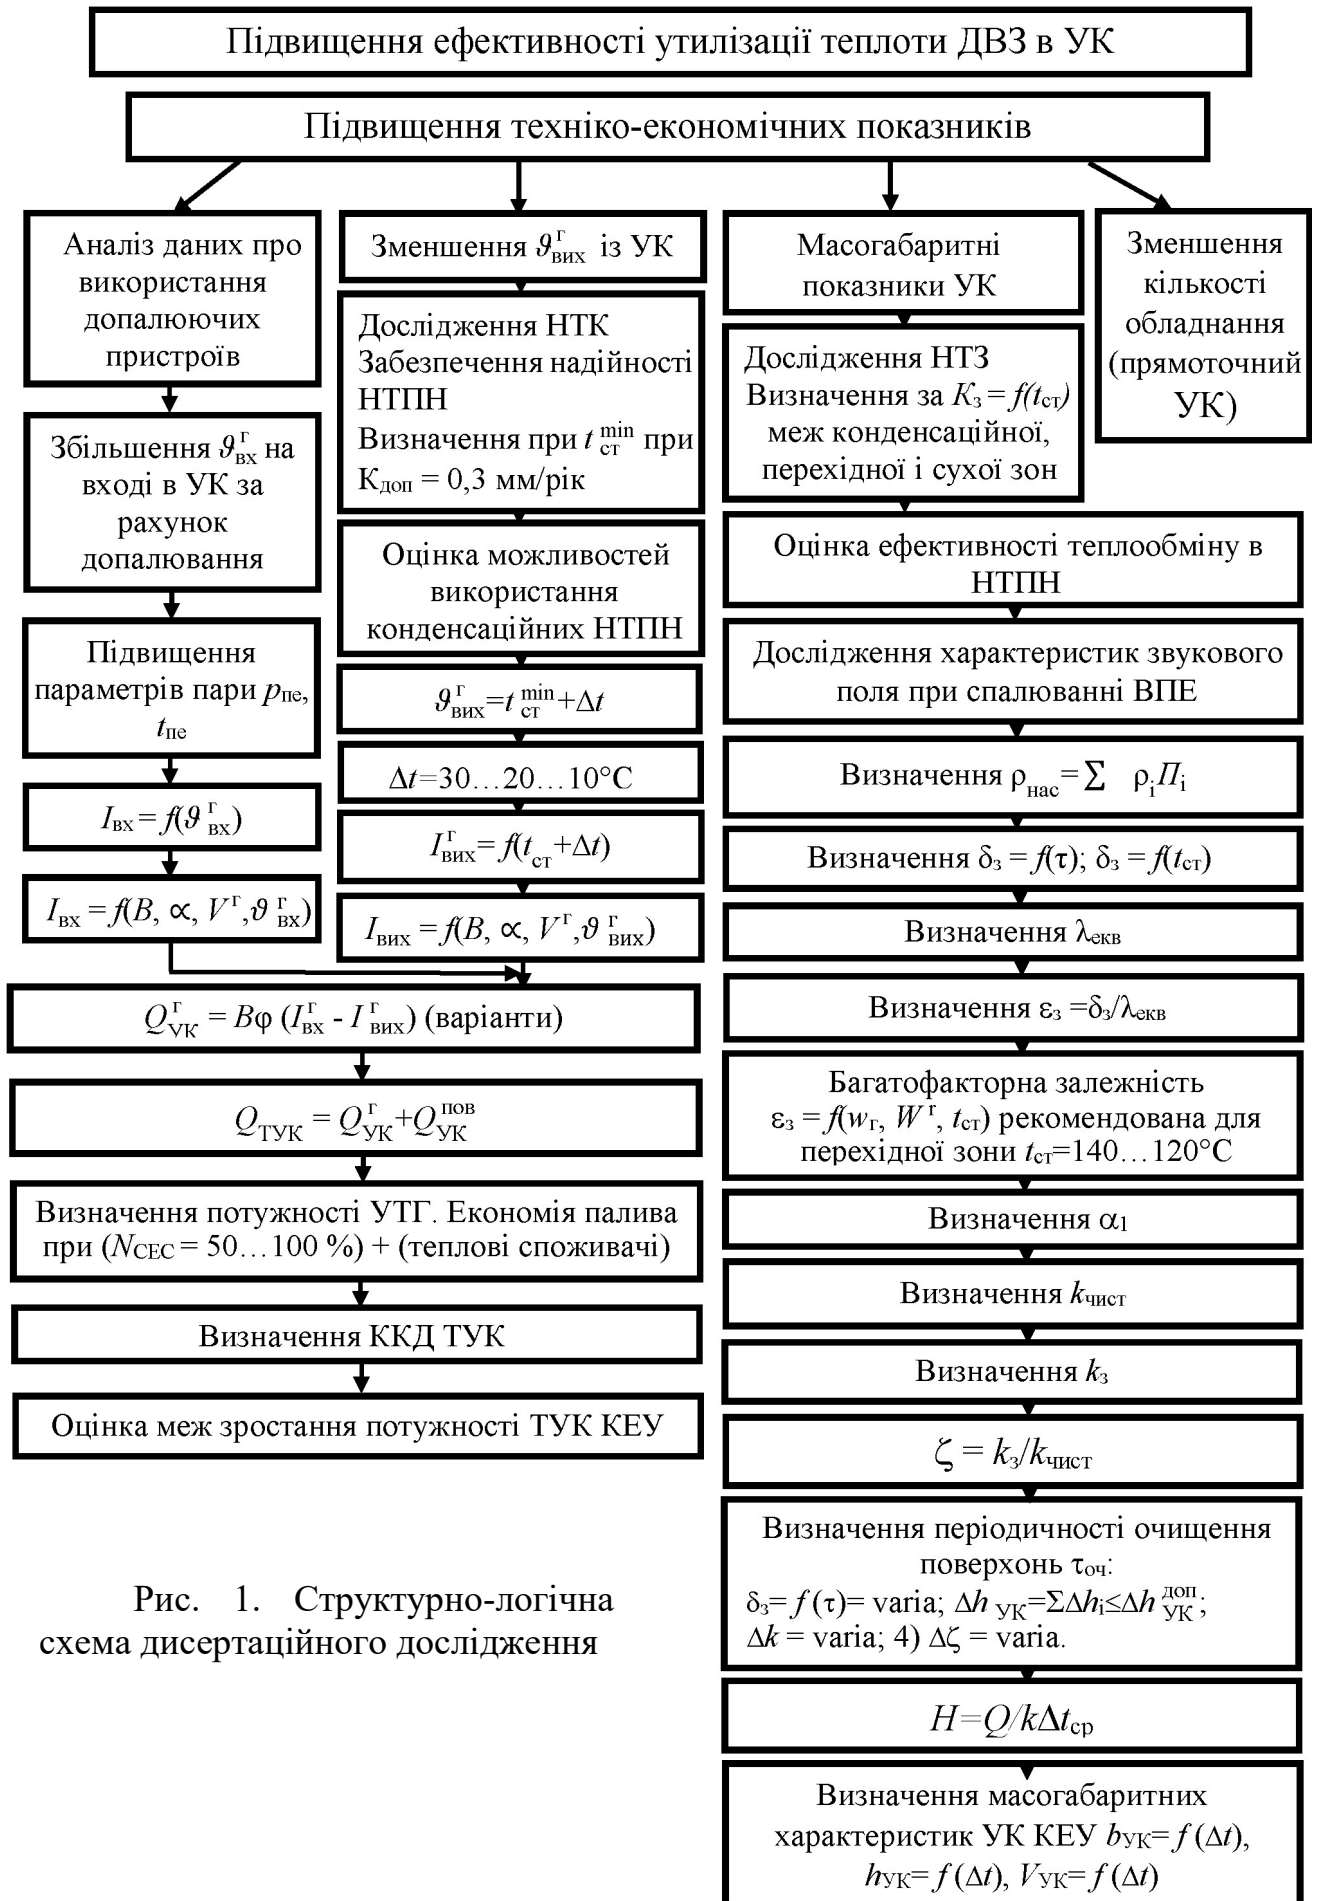 Підвищення ефективності утилізації теплоти ДВЗ в УК
Підвищення техніко-економічних показників
Аналіз даних про
використання
допалюючих
пристроїв
Збільшення ϑ г вх на
вході в УК за
рахунок
допалювання
Підвищення
параметрів пари pпе,
tпе
Iвх = f(ϑ г вх)
Iвх = f(B, ∝, V г,ϑ г вх)
Зменшення ϑ г вих із УК
Дослідження НТК
Забезпечення надійності
НТПН
Визначення при t min ст при
Кдоп = 0,3 мм/рік
Оцінка можливостей
використання
конденсаційних НТПН
ϑ г вих=t min ст+Δt
Δt=30…20…10°C
I г вих= f(tст+Δt)
Iвих = f(B, ∝, V г,ϑ г вих)
Q г УК = Bφ (I г вх - I г вих) (варіанти)
QТУК = Q г УК+Q пов УК
Визначення потужності УТГ. Економія палива
при (NСЕС = 50…100 %) + (теплові споживачі)
Визначення ККД ТУК
Оцінка меж зростання потужності ТУК КЕУ
Масогабаритні
показники УК
Дослідження НТЗ
Визначення за Kз = f(tст)
меж конденсаційної,
перехідної і сухої зон
Оцінка ефективності теплообміну в
НТПН
Дослідження характеристик звукового
поля при спалюванні ВПЕ
Визначення ρнас=∑ ρiПi
Визначення δз = f(τ); δз = f(tст)
Визначення λекв
Визначення εз =δз/λекв
Багатофакторна залежність
εз = f(wг, W г, tст) рекомендована для
перехідної зони tст=140…120°C
Визначення α1
Визначення kчист
Визначення kз
ζ = kз/kчист
Визначення періодичності очищення
поверхонь τоч:
δз= f (τ)= varia; Δh УК=ΣΔhi≤Δh доп УК;
Δk = varia; 4) Δζ = varia.
H=Q/kΔtср
Визначення масогабаритних
характеристик УК КЕУ bУК= f (Δt),
hУК= f (Δt), VУК= f (Δt)
Зменшення
кількості
обладнання
(прямоточний
УК)
Рис. 1. Структурно-логічна
схема дисертаційного дослідження